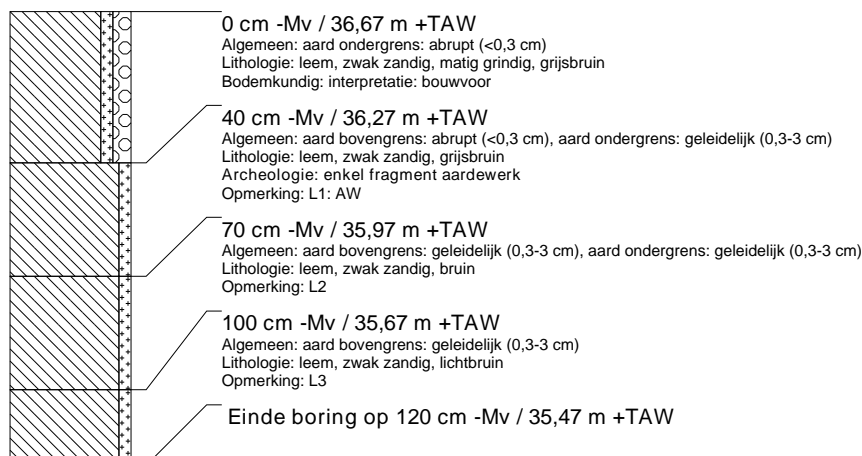 0 cm -Mv / 36,67 m +TAW
Algemeen: aard ondergrens: abrupt (<0,3 cm)
Lithologie: leem, zwak zandig, matig grindig, grijsbruin
Bodemkundig: interpretatie: bouwvoor
40 cm -Mv / 36,27 m +TAW
Algemeen: aard bovengrens: abrupt (<0,3 cm), aard ondergrens: geleidelijk (0,3-3 cm)
Lithologie: leem, zwak zandig, grijsbruin
Archeologie: enkel fragment aardewerk
Opmerking: L1: AW
70 cm -Mv / 35,97 m +TAW
Algemeen: aard bovengrens: geleidelijk (0,3-3 cm), aard ondergrens: geleidelijk (0,3-3 cm)
Lithologie: leem, zwak zandig, bruin
Opmerking: L2
100 cm -Mv / 35,67 m +TAW
Algemeen: aard bovengrens: geleidelijk (0,3-3 cm)
Lithologie: leem, zwak zandig, lichtbruin
Opmerking: L3
Einde boring op 120 cm -Mv / 35,47 m +TAW